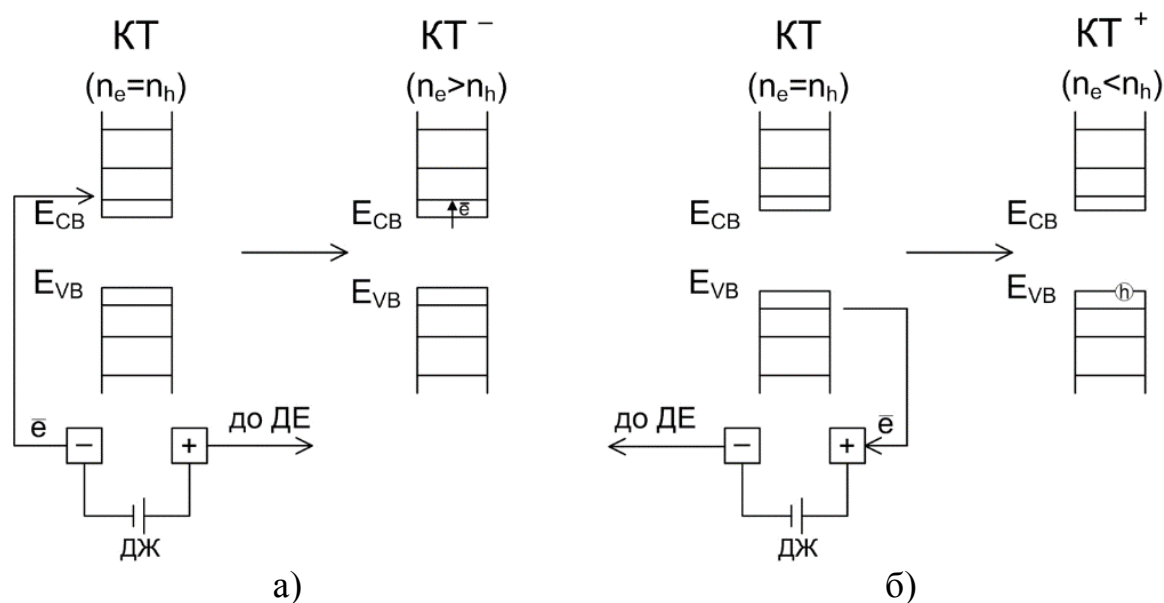 КТ
(nₑ=nₕ)
E_CB
E_VB
ē
−
+
до ДЕ
ДЖ
КТ⁻
(nₑ>nₕ)
ē
E_CB
E_VB
а)
КТ
(nₑ=nₕ)
E_CB
E_VB
до ДЕ
−
+
ē
ДЖ
КТ⁺
(nₑ<nₕ)
E_CB
E_VB
h
б)